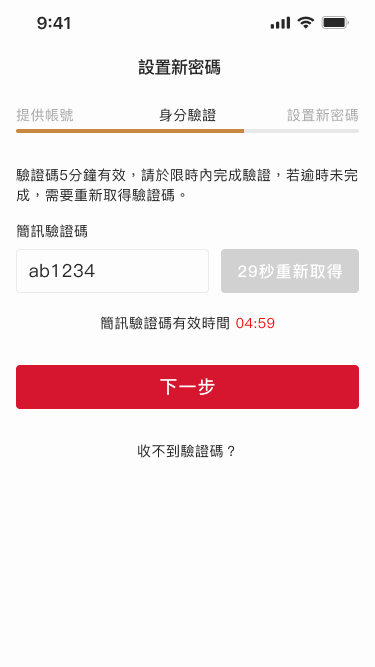 9:41
設置新密碼
提供帳號 身分驗證 設置新密碼
驗證碼5分鐘有效，請於限時內完成驗證，若逾時未完
成，需要重新取得驗證碼。
簡訊驗證碼
ab1234 29秒重新取得
簡訊驗證碼有效時間 04:59
下一步
收不到驗證碼？